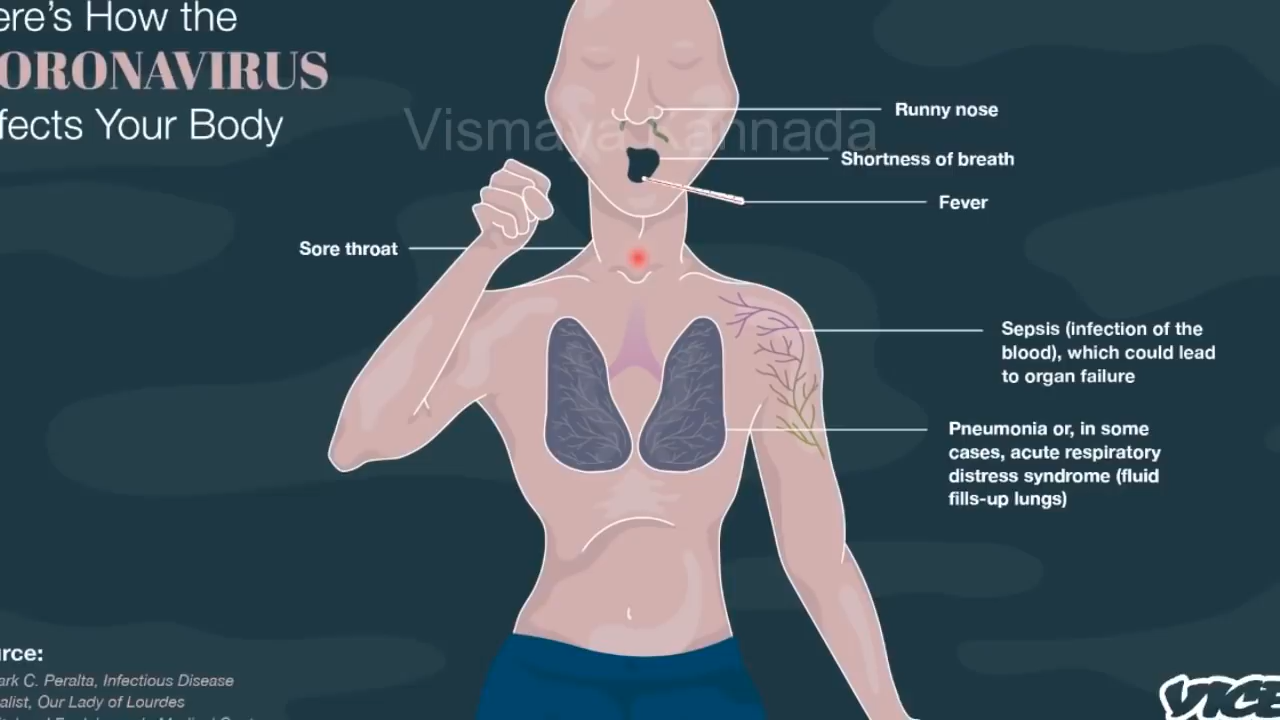 ere's How the
ORONAVIRUS
fects Your Body
Vismaya Kannada
Runny nose
Shortness of breath
Fever
Sore throat
Sepsis (infection of the
blood), which could lead
to organ failure
Pneumonia or, in some
cases, acute respiratory
distress syndrome (fluid
fills-up lungs)
rce:
ark C. Peralta, Infectious Disease
alist, Our Lady of Lourdes
VICE